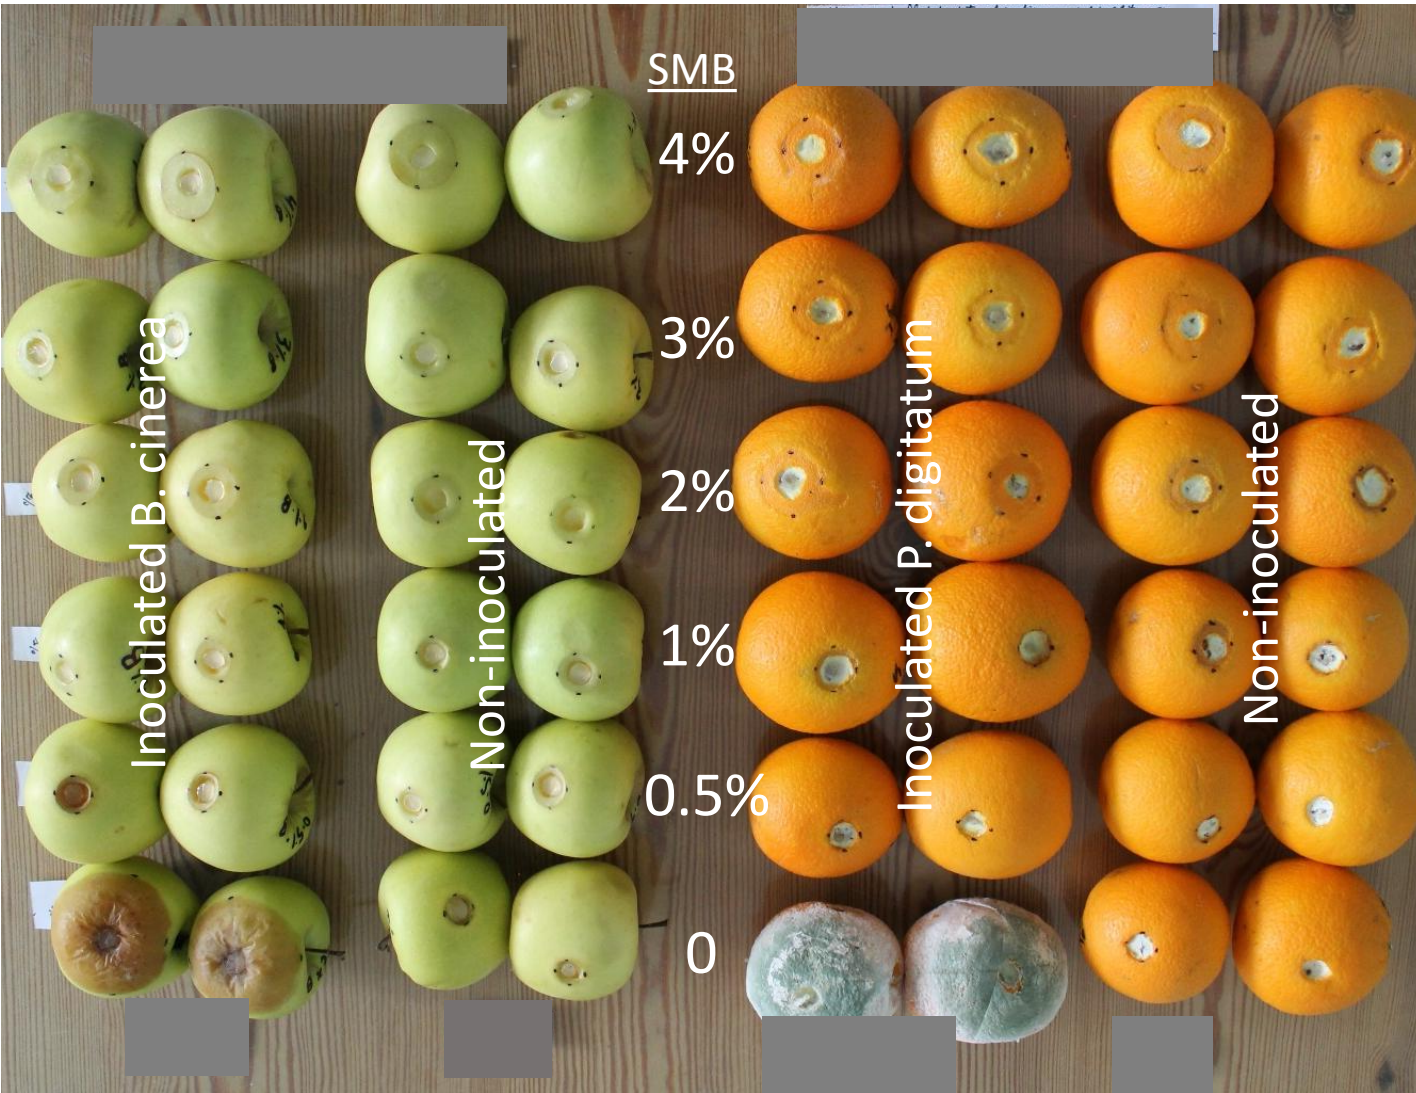 SMB
4%
3%
2%
1%
0.5%
0
Inoculated B. cinerea
Non-inoculated
Inoculated P. digitatum
Non-inoculated